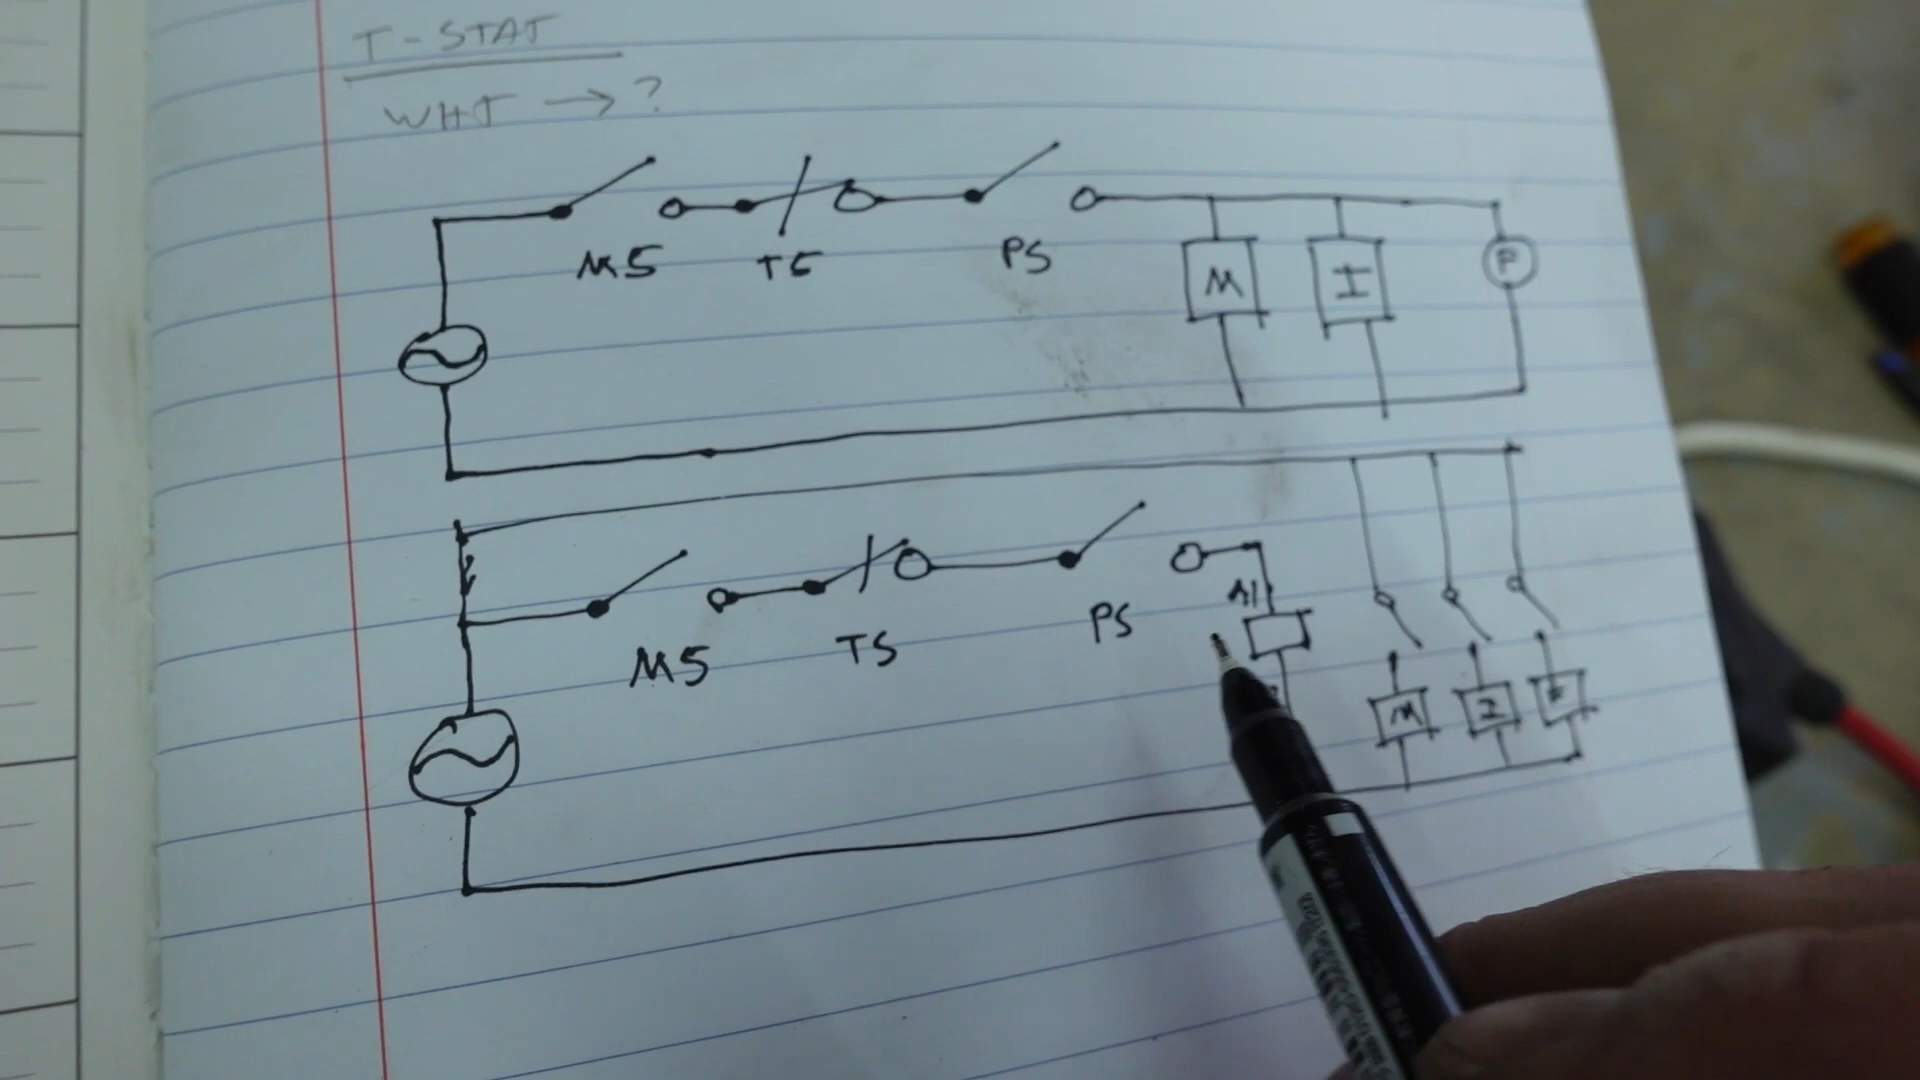 T-STAT
WHT → ?
MS TS PS M I P
A1
MS TS PS
M I